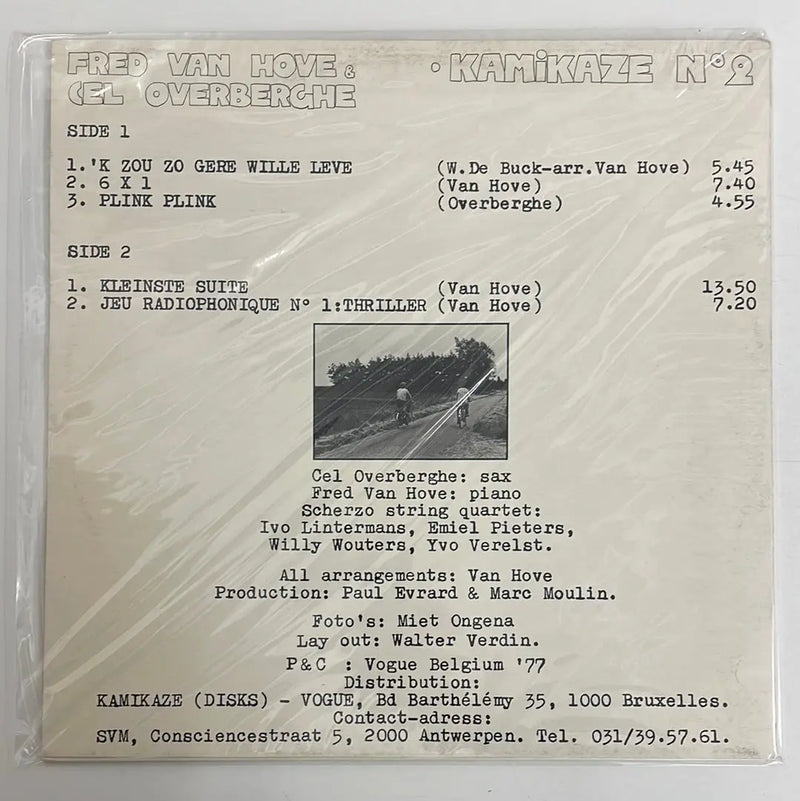 FRED VAN HOVE & • KAMiKAZE Nº2
CEL OVERBERGHE
SIDE 1
1.'K ZOU ZO GERE WILLE LEVE (W.De Buck-arr.Van Hove) 5.45
2. 6 X 1 (Van Hove) 7.40
3. PLINK PLINK (Overberghe) 4.55
SIDE 2
1. KLEINSTE SUITE (Van Hove) 13.50
2. JEU RADIOPHONIQUE Nº 1:THRILLER (Van Hove) 7.20
Cel Overberghe: sax
Fred Van Hove: piano
Scherzo string quartet:
Ivo Lintermans, Emiel Pieters,
Willy Wouters, Yvo Verelst.
All arrangements: Van Hove
Production: Paul Evrard & Marc Moulin.
Foto's: Miet Ongena
Lay out: Walter Verdin.
P&C : Vogue Belgium '77
Distribution:
KAMIKAZE (DISKS) - VOGUE, Bd Barthélémy 35, 1000 Bruxelles.
Contact-adress:
SVM, Consciencestraat 5, 2000 Antwerpen. Tel. 031/39.57.61.